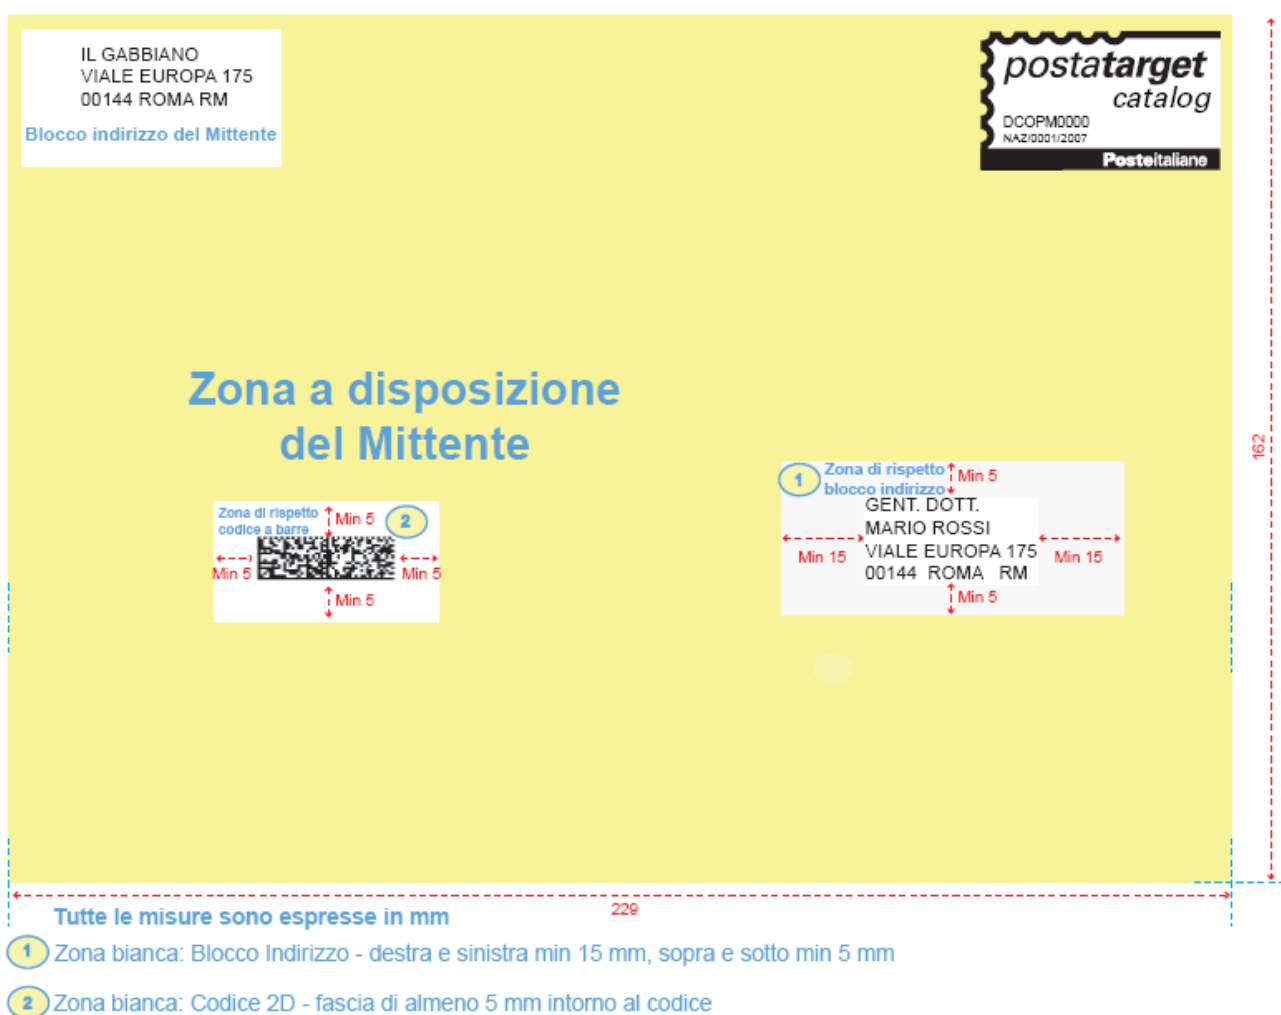 IL GABBIANO
VIALE EUROPA 175
00144 ROMA RM
Blocco indirizzo del Mittente
postatarget
catalog
DCOPM0000
NAZ/0001/2007
Posteitaliane
162
Zona a disposizione
del Mittente
1
Zona di rispetto
blocco indirizzo
Min 5
GENT. DOTT.
MARIO ROSSI
VIALE EUROPA 175
00144 ROMA RM
Min 15
Min 15
Min 5
Zona di rispetto
codice a barre
Min 5
2
Min 5
Min 5
Min 5
229
Tutte le misure sono espresse in mm
1 Zona bianca: Blocco Indirizzo - destra e sinistra min 15 mm, sopra e sotto min 5 mm
2 Zona bianca: Codice 2D - fascia di almeno 5 mm intorno al codice